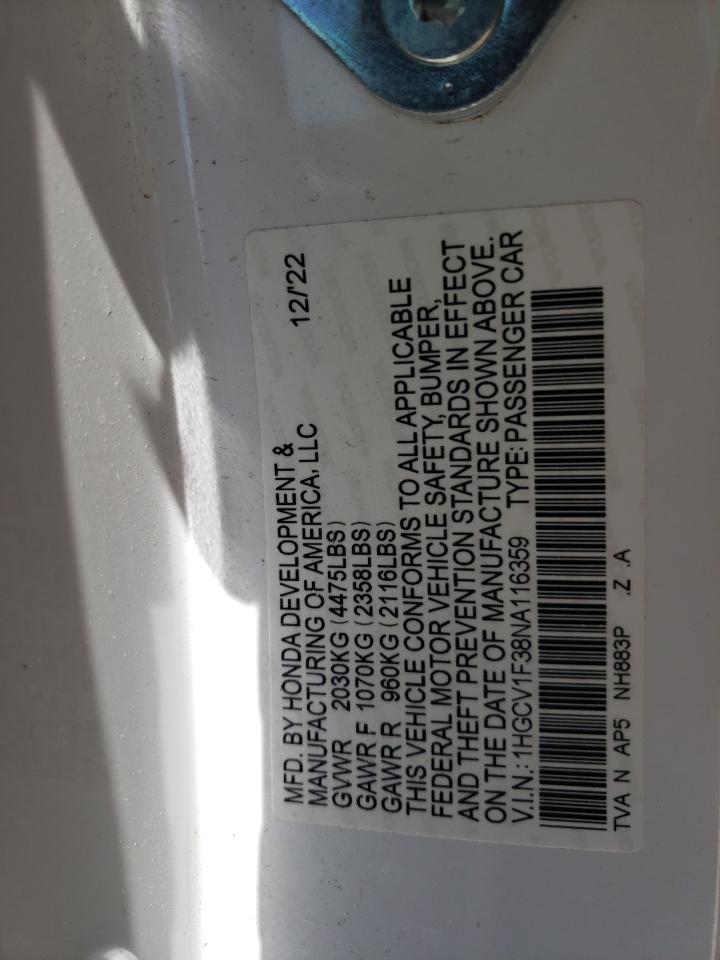 MFD. BY HONDA DEVELOPMENT &
MANUFACTURING OF AMERICA, LLC 12/'22
GVWR 2030KG (4475LBS)
GAWR F 1070KG (2358LBS)
GAWR R 960KG (2116LBS)
THIS VEHICLE CONFORMS TO ALL APPLICABLE
FEDERAL MOTOR VEHICLE SAFETY, BUMPER,
AND THEFT PREVENTION STANDARDS IN EFFECT
ON THE DATE OF MANUFACTURE SHOWN ABOVE.
V.I.N.: 1HGCV1F38NA116359 TYPE: PASSENGER CAR
TVA N AP5 NH883P .Z .A